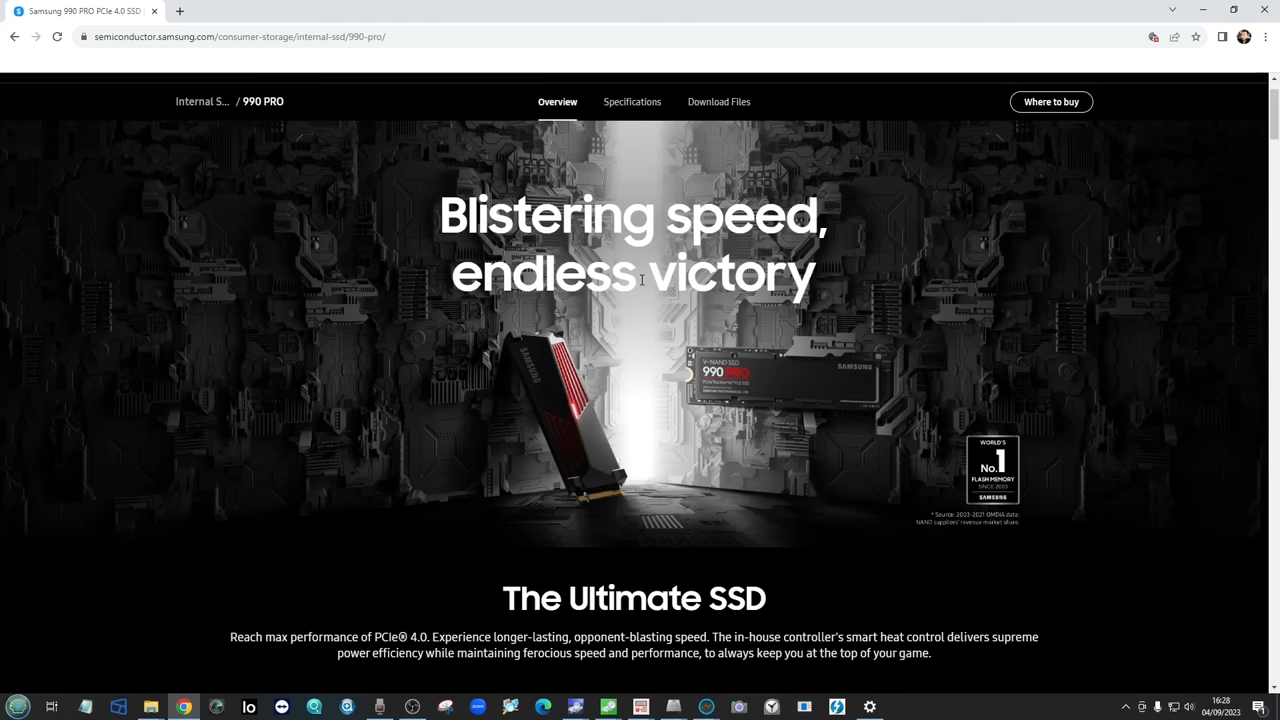 Samsung 990 PRO PCIe 4.0 SSD
semiconductor.samsung.com/consumer-storage/internal-ssd/990-pro/
Internal S... / 990 PRO
Overview
Specifications
Download Files
Where to buy
Blistering speed,
endless victory
SAMSUNG
V-NAND SSD
990 PRO
SAMSUNG
WORLD'S
No.1
FLASH MEMORY
SINCE 2003
SAMSUNG
* Source: 2003-2021 OMDIA data:
NAND suppliers' revenue market share.
The Ultimate SSD
Reach max performance of PCIe® 4.0. Experience longer-lasting, opponent-blasting speed. The in-house controller's smart heat control delivers supreme
power efficiency while maintaining ferocious speed and performance, to always keep you at the top of your game.
Io
zoom
16:28
04/09/2023